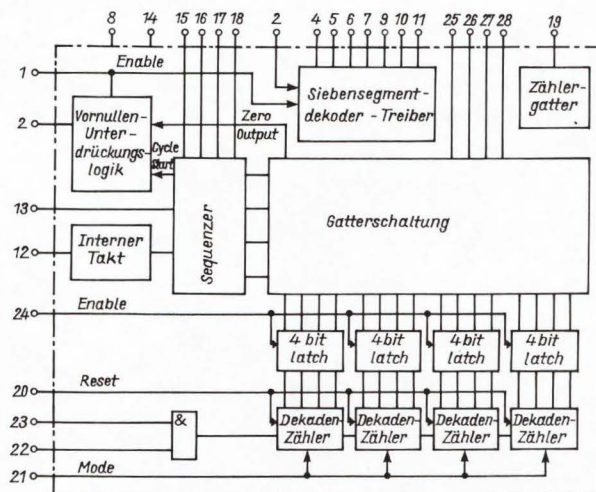 8 14 15 16 17 18 2 4 5 6 7 9 10 11 25 26 27 28 19
1 Enable
Siebensegment-
dekoder - Treiber
Zähler-
gatter
2
Vornullen-
Unter-
drückungs-
logik
Zero
Output
Cycle
Start
13
Sequenzer
Gatterschaltung
12
Interner
Takt
24 Enable
4 bit
latch
4 bit
latch
4 bit
latch
4 bit
latch
20 Reset
23
&
22
Dekaden-
Zähler
Dekaden-
Zähler
Dekaden-
Zähler
Dekaden-
Zähler
21 Mode